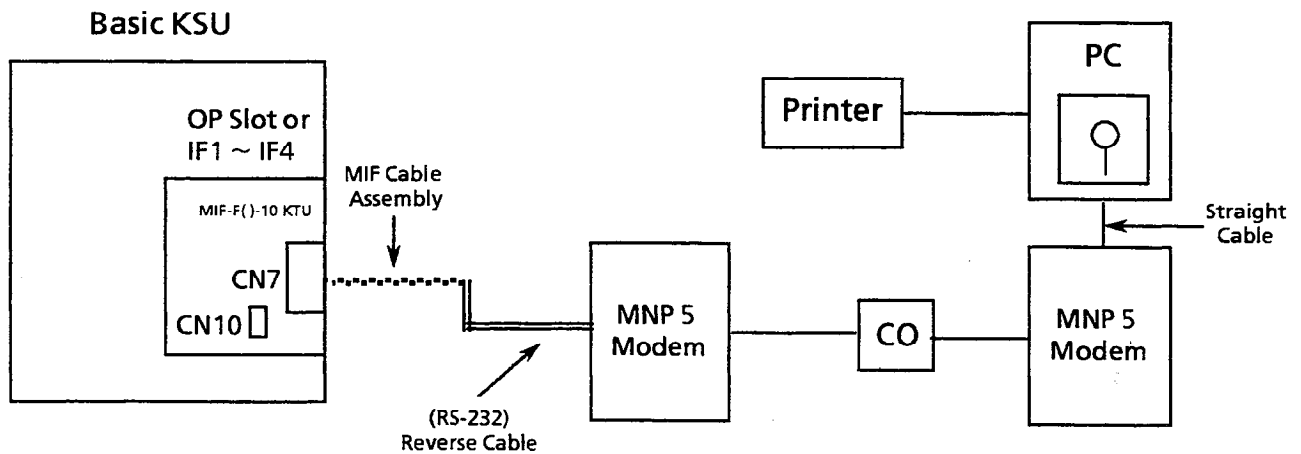 Basic KSU
OP Slot or
IF1 ~ IF4
MIF-F( )-10 KTU
CN7
CN10
MIF Cable
Assembly
(RS-232)
Reverse Cable
MNP 5
Modem
CO
Printer
PC
Straight
Cable
MNP 5
Modem